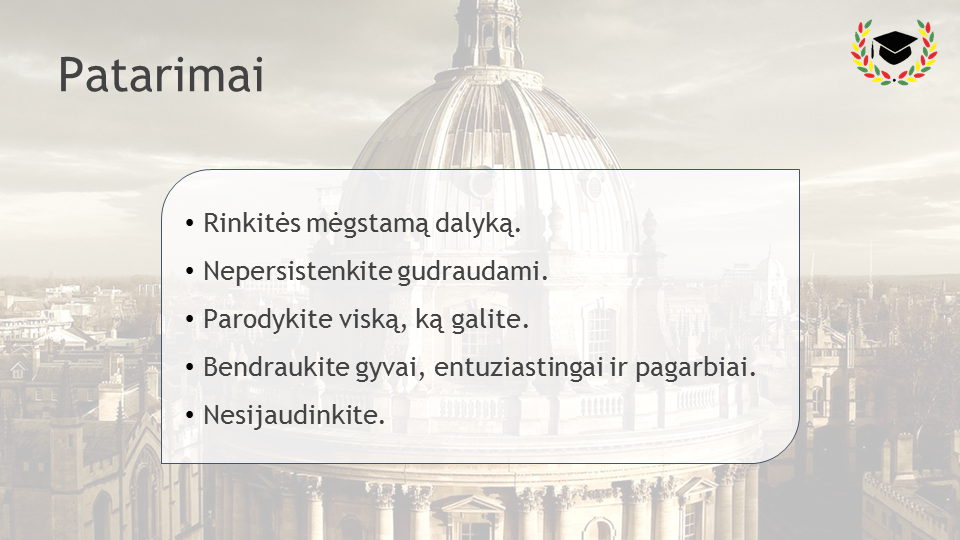 Patarimai
• Rinkitės mėgstamą dalyką.
• Nepersistenkite gudraudami.
• Parodykite viską, ką galite.
• Bendraukite gyvai, entuziastingai ir pagarbiai.
• Nesijaudinkite.